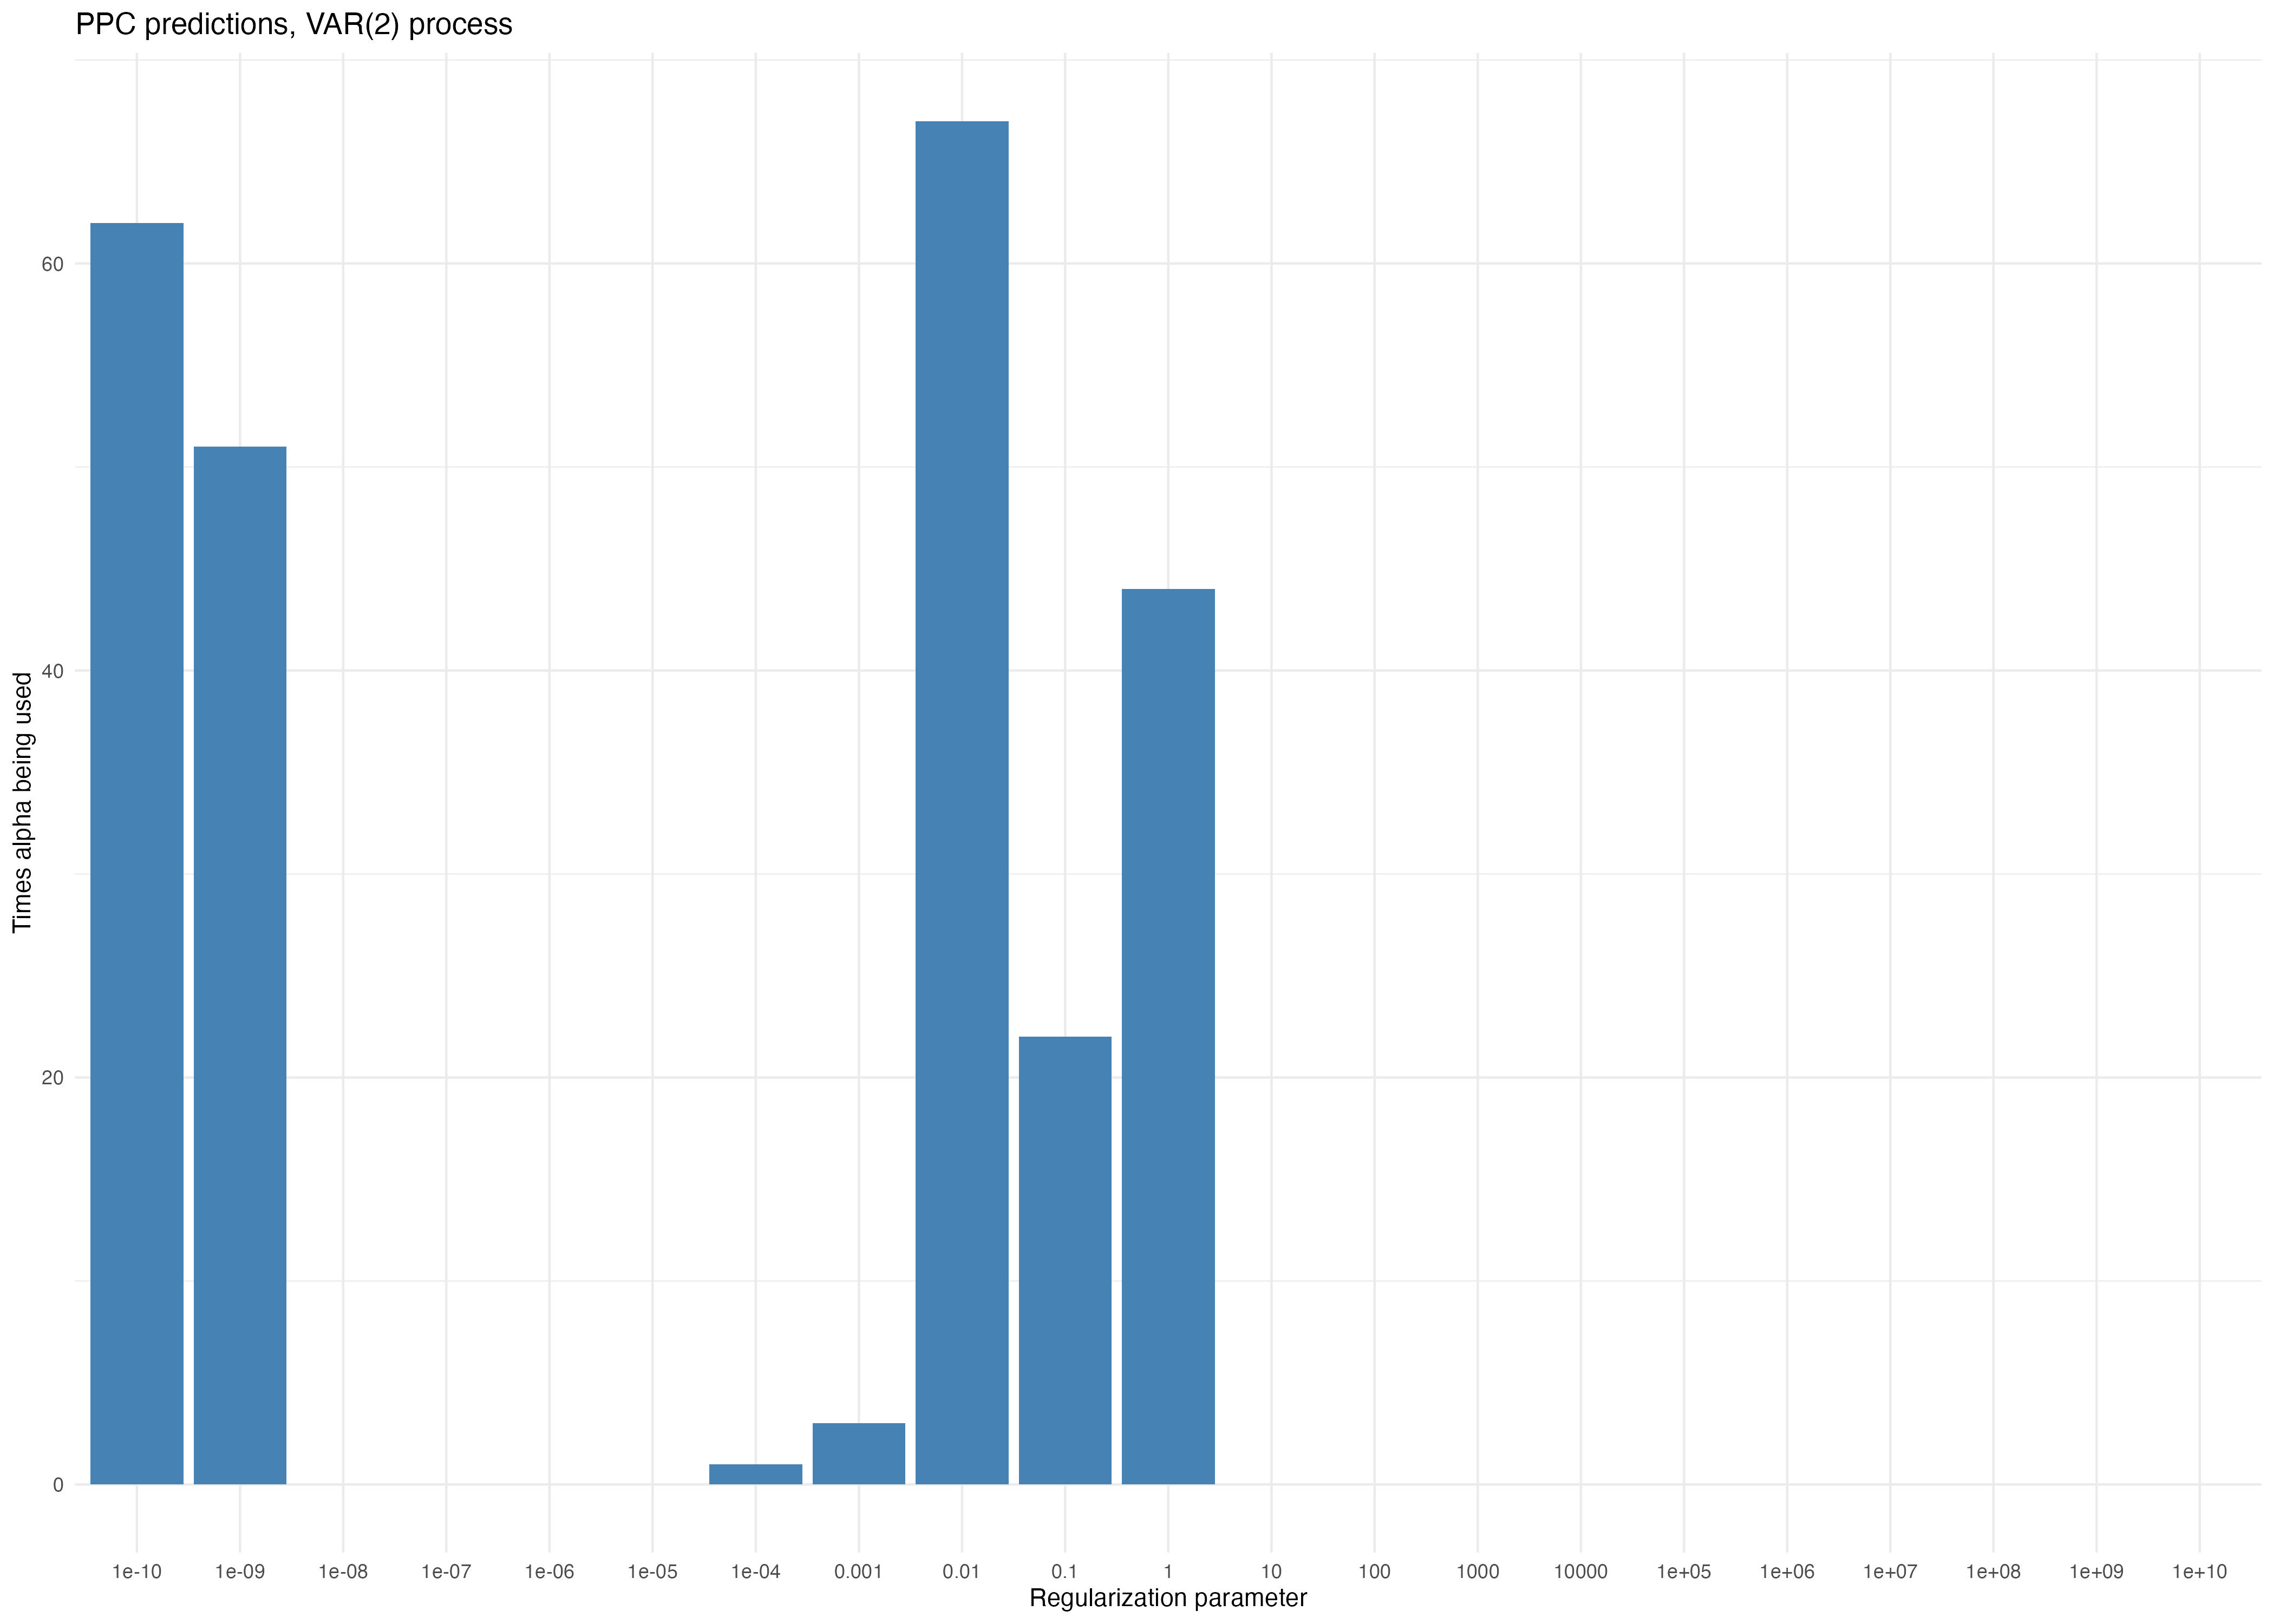 PPC predictions, VAR(2) process
Times alpha being used
60
40
20
0
1e-10 1e-09 1e-08 1e-07 1e-06 1e-05 1e-04 0.001 0.01 0.1 1 10 100 1000 10000 1e+05 1e+06 1e+07 1e+08 1e+09 1e+10
Regularization parameter